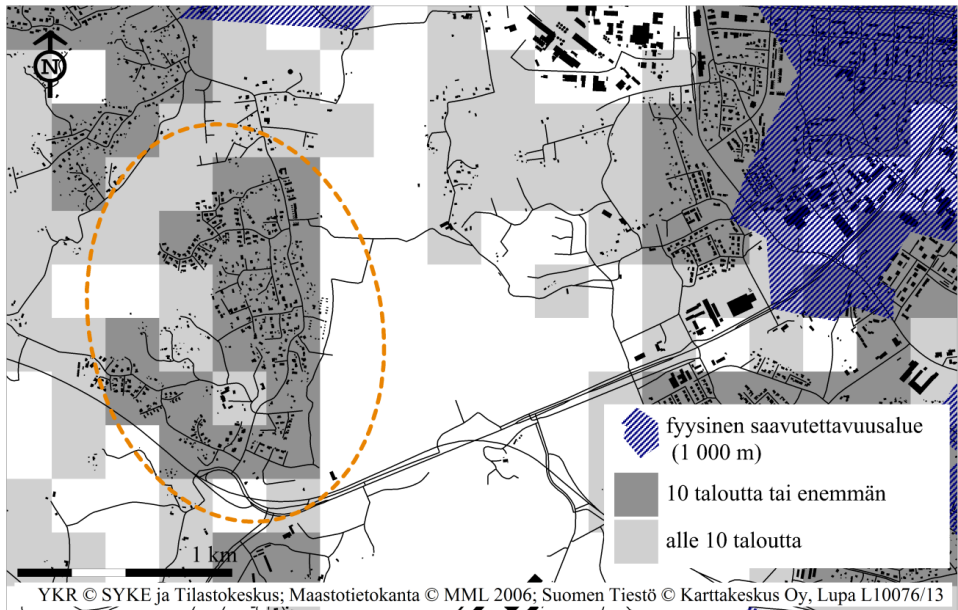 N
fyysinen saavutettavuusalue
(1 000 m)
10 taloutta tai enemmän
alle 10 taloutta
1 km
YKR © SYKE ja Tilastokeskus; Maastotietokanta © MML 2006; Suomen Tiestö © Karttakeskus Oy, Lupa L10076/13